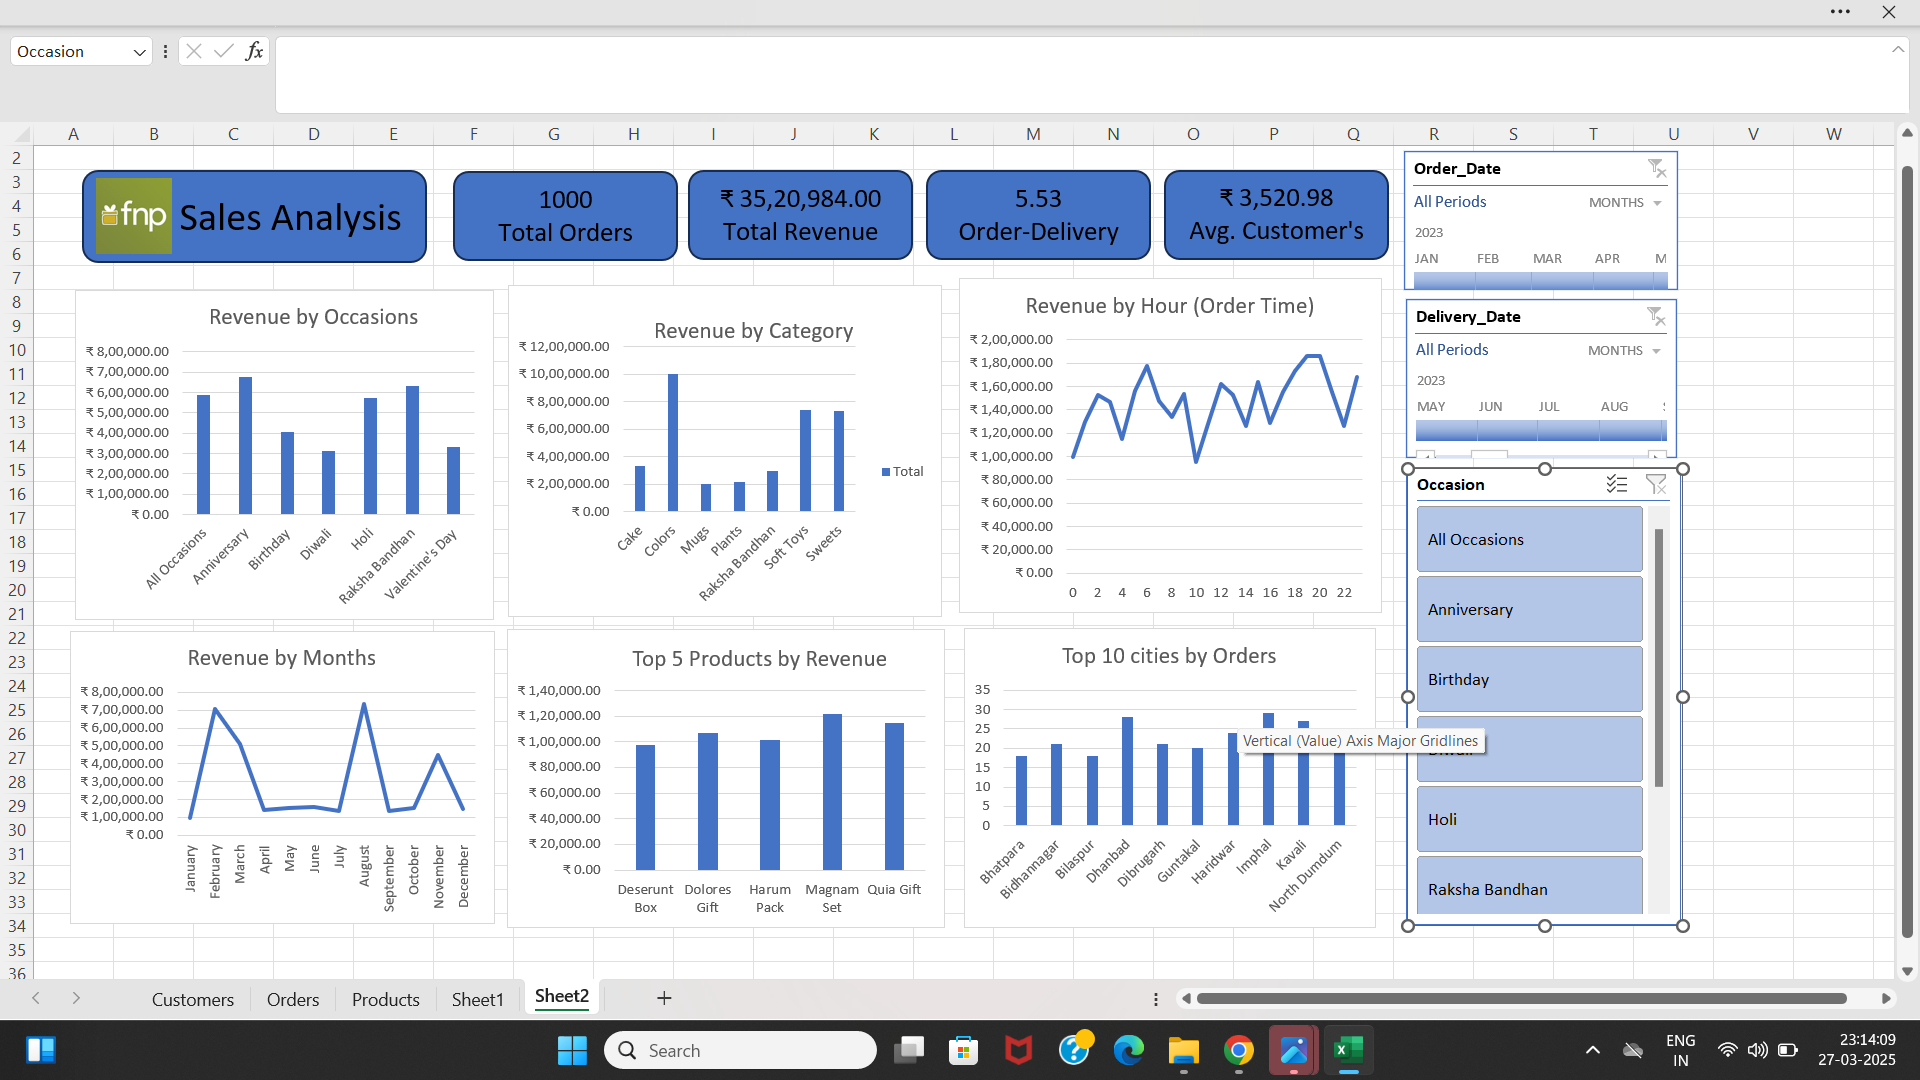 Occasion
fx
A B C D E F G H I J K L M N O P Q R S T U V W
2
3
4
5
6
7
8
9
10
11
12
13
14
15
16
17
18
19
20
21
22
23
24
25
26
27
28
29
30
31
32
33
34
35
36
fnp
Sales Analysis
1000
Total Orders
₹ 35,20,984.00
Total Revenue
5.53
Order-Delivery
₹ 3,520.98
Avg. Customer's
Order_Date
All Periods MONTHS
2023
JAN FEB MAR APR M
Delivery_Date
All Periods MONTHS
2023
MAY JUN JUL AUG
Occasion
All Occasions
Anniversary
Birthday
Holi
Raksha Bandhan
Revenue by Occasions
₹ 8,00,000.00
₹ 7,00,000.00
₹ 6,00,000.00
₹ 5,00,000.00
₹ 4,00,000.00
₹ 3,00,000.00
₹ 2,00,000.00
₹ 1,00,000.00
₹ 0.00
All Occasions
Anniversary
Birthday
Diwali
Holi
Raksha Bandhan
Valentine's Day
Revenue by Category
₹ 12,00,000.00
₹ 10,00,000.00
₹ 8,00,000.00
₹ 6,00,000.00
₹ 4,00,000.00
₹ 2,00,000.00
₹ 0.00
Cake
Colors
Mugs
Plants
Raksha Bandhan
Soft Toys
Sweets
Total
Revenue by Hour (Order Time)
₹ 2,00,000.00
₹ 1,80,000.00
₹ 1,60,000.00
₹ 1,40,000.00
₹ 1,20,000.00
₹ 1,00,000.00
₹ 80,000.00
₹ 60,000.00
₹ 40,000.00
₹ 20,000.00
₹ 0.00
0 2 4 6 8 10 12 14 16 18 20 22
Revenue by Months
₹ 8,00,000.00
₹ 7,00,000.00
₹ 6,00,000.00
₹ 5,00,000.00
₹ 4,00,000.00
₹ 3,00,000.00
₹ 2,00,000.00
₹ 1,00,000.00
₹ 0.00
January
February
March
April
May
June
July
August
September
October
November
December
Top 5 Products by Revenue
₹ 1,40,000.00
₹ 1,20,000.00
₹ 1,00,000.00
₹ 80,000.00
₹ 60,000.00
₹ 40,000.00
₹ 20,000.00
₹ 0.00
Deserunt Box
Dolores Gift
Harum Pack
Magnam Set
Quia Gift
Top 10 cities by Orders
35
30
25
20
15
10
5
0
Bhatpara
Bidhannagar
Bilaspur
Dhanbad
Dibrugarh
Guntakal
Haridwar
Imphal
Kavali
North Dumdum
Vertical (Value) Axis Major Gridlines
Customers Orders Products Sheet1 Sheet2
Search
ENG
IN
23:14:09
27-03-2025